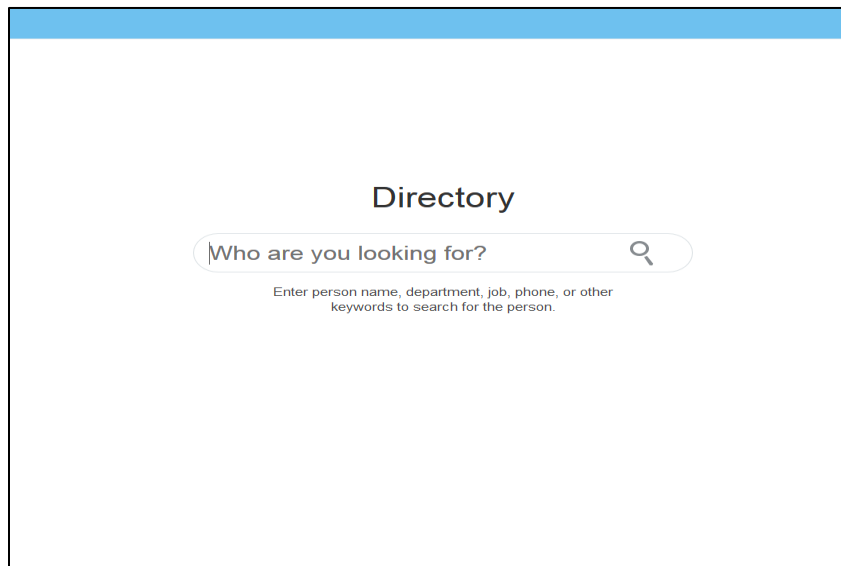 Directory
Who are you looking for?
Enter person name, department, job, phone, or other
keywords to search for the person.